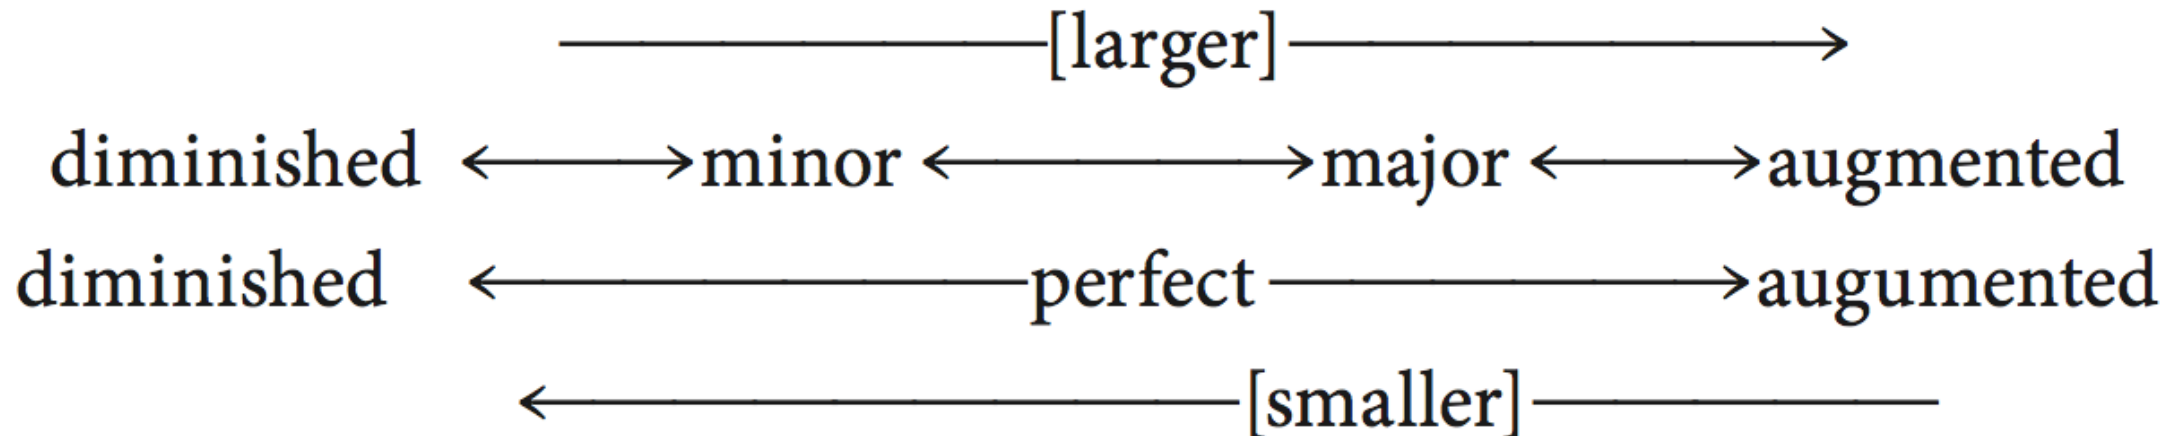 [larger]
diminished minor major augmented
diminished perfect augumented
[smaller]